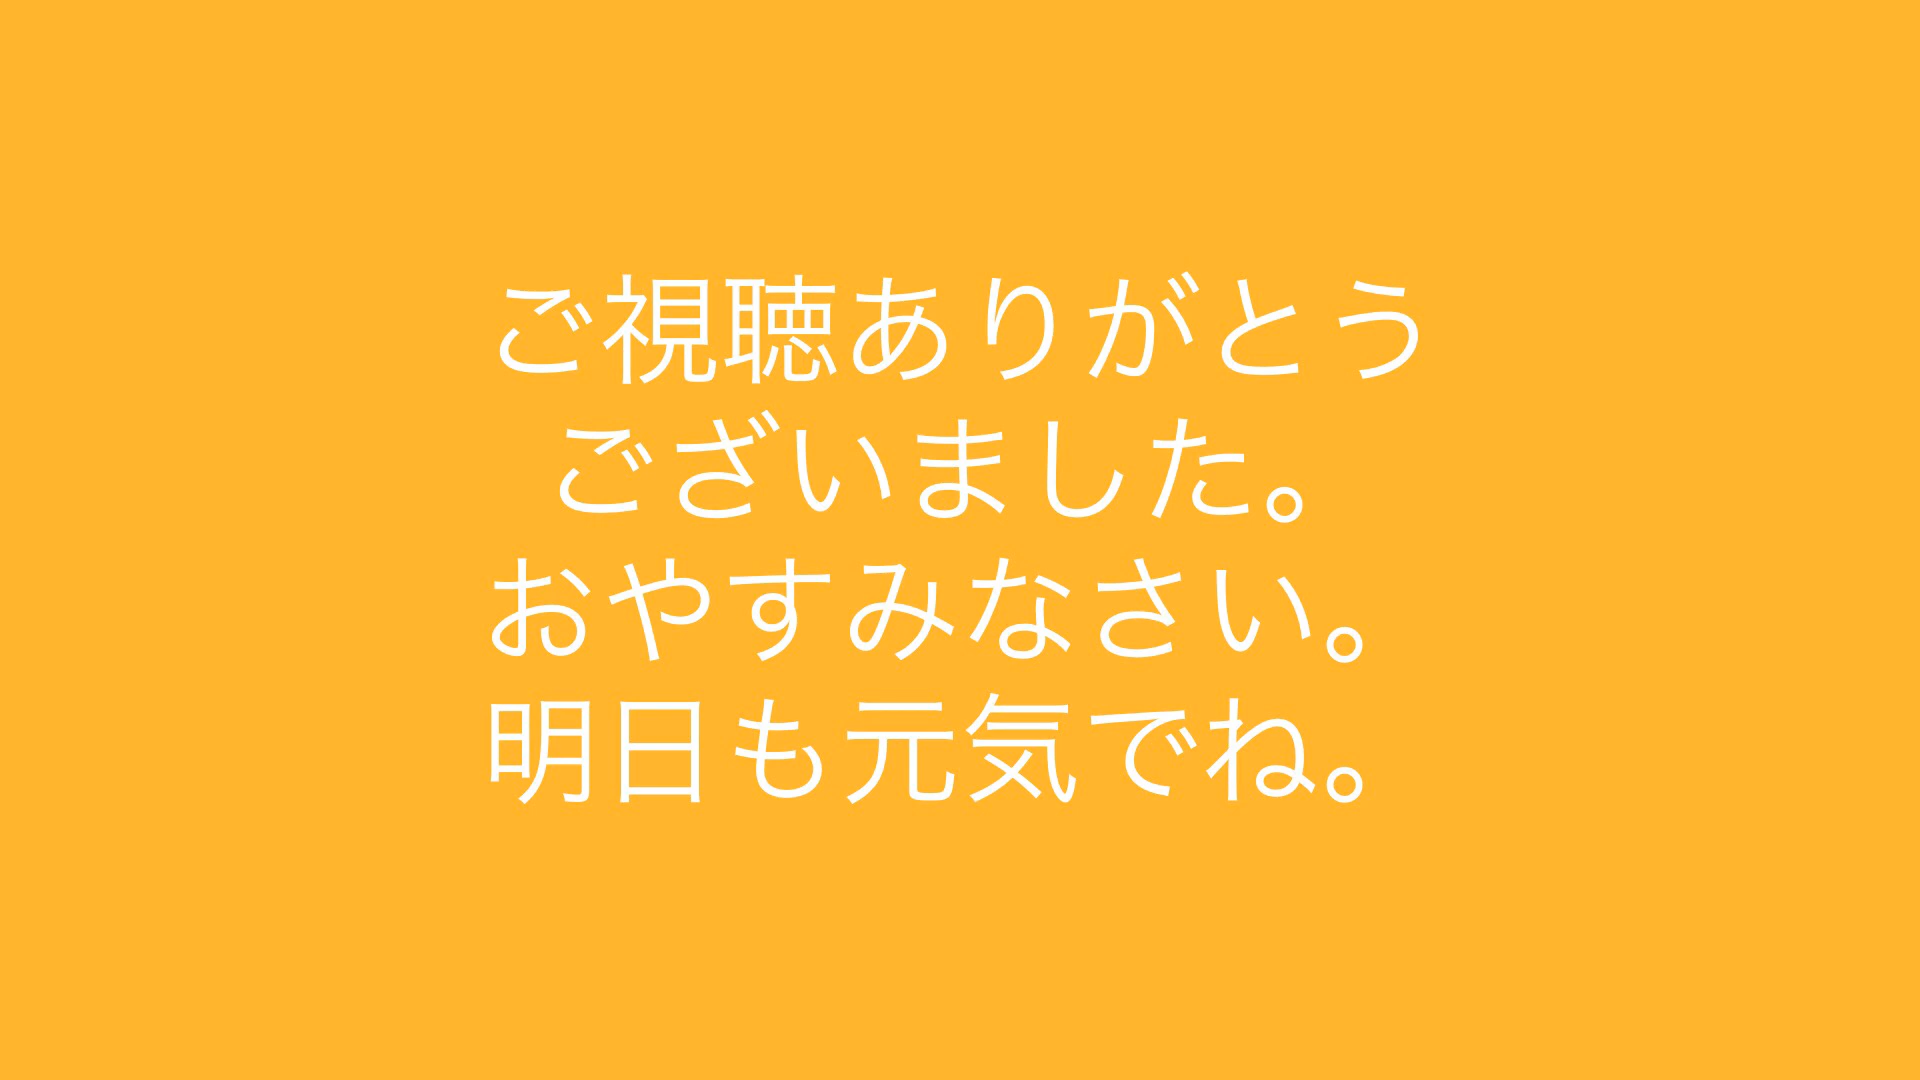 ご視聴ありがとう
ございました。
おやすみなさい。
明日も元気でね。